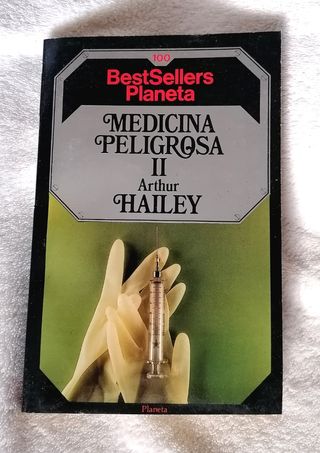 100
BestSellers
Planeta
MEDICINA
PELIGROSA
II
Arthur
HAILEY
Planeta